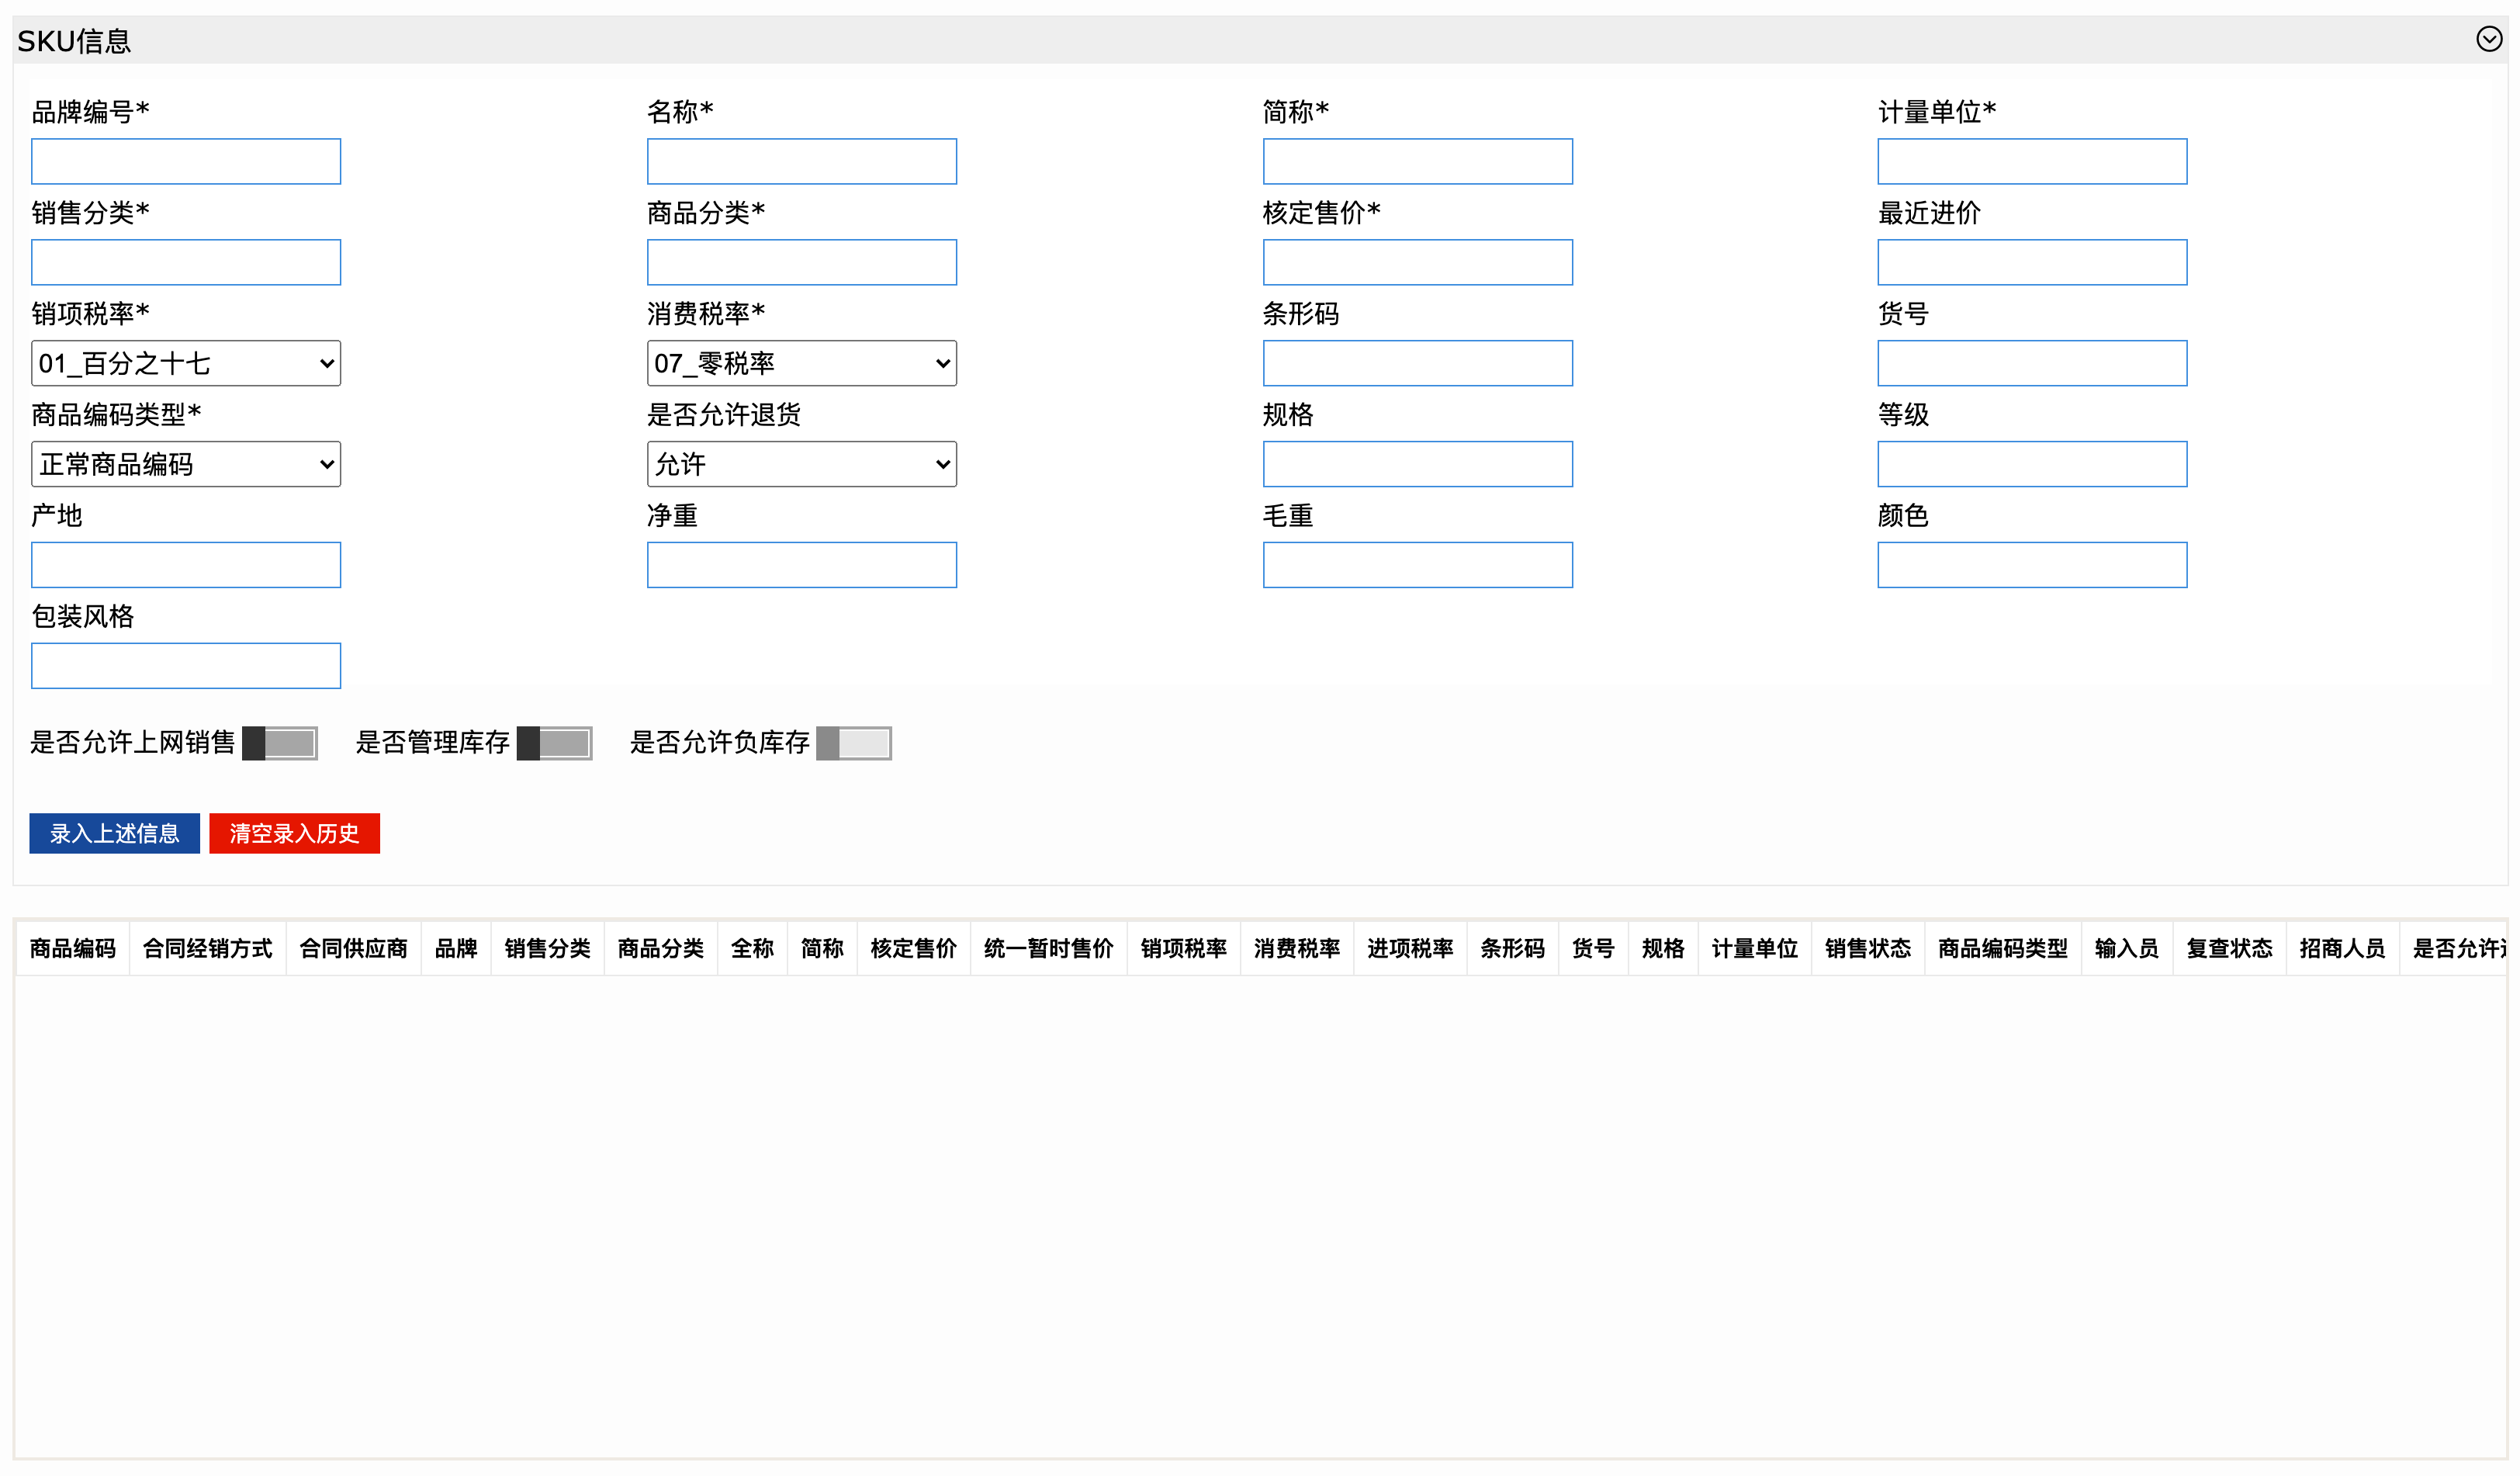 SKU信息
品牌编号* 名称* 简称* 计量单位*
销售分类* 商品分类* 核定售价* 最近进价
销项税率* 消费税率* 条形码 货号
01_百分之十七 07_零税率
商品编码类型* 是否允许退货 规格 等级
正常商品编码 允许
产地 净重 毛重 颜色
包装风格
是否允许上网销售 是否管理库存 是否允许负库存
录入上述信息 清空录入历史
商品编码 合同经销方式 合同供应商 品牌 销售分类 商品分类 全称 简称 核定售价 统一暂时售价 销项税率 消费税率 进项税率 条形码 货号 规格 计量单位 销售状态 商品编码类型 输入员 复查状态 招商人员 是否允许